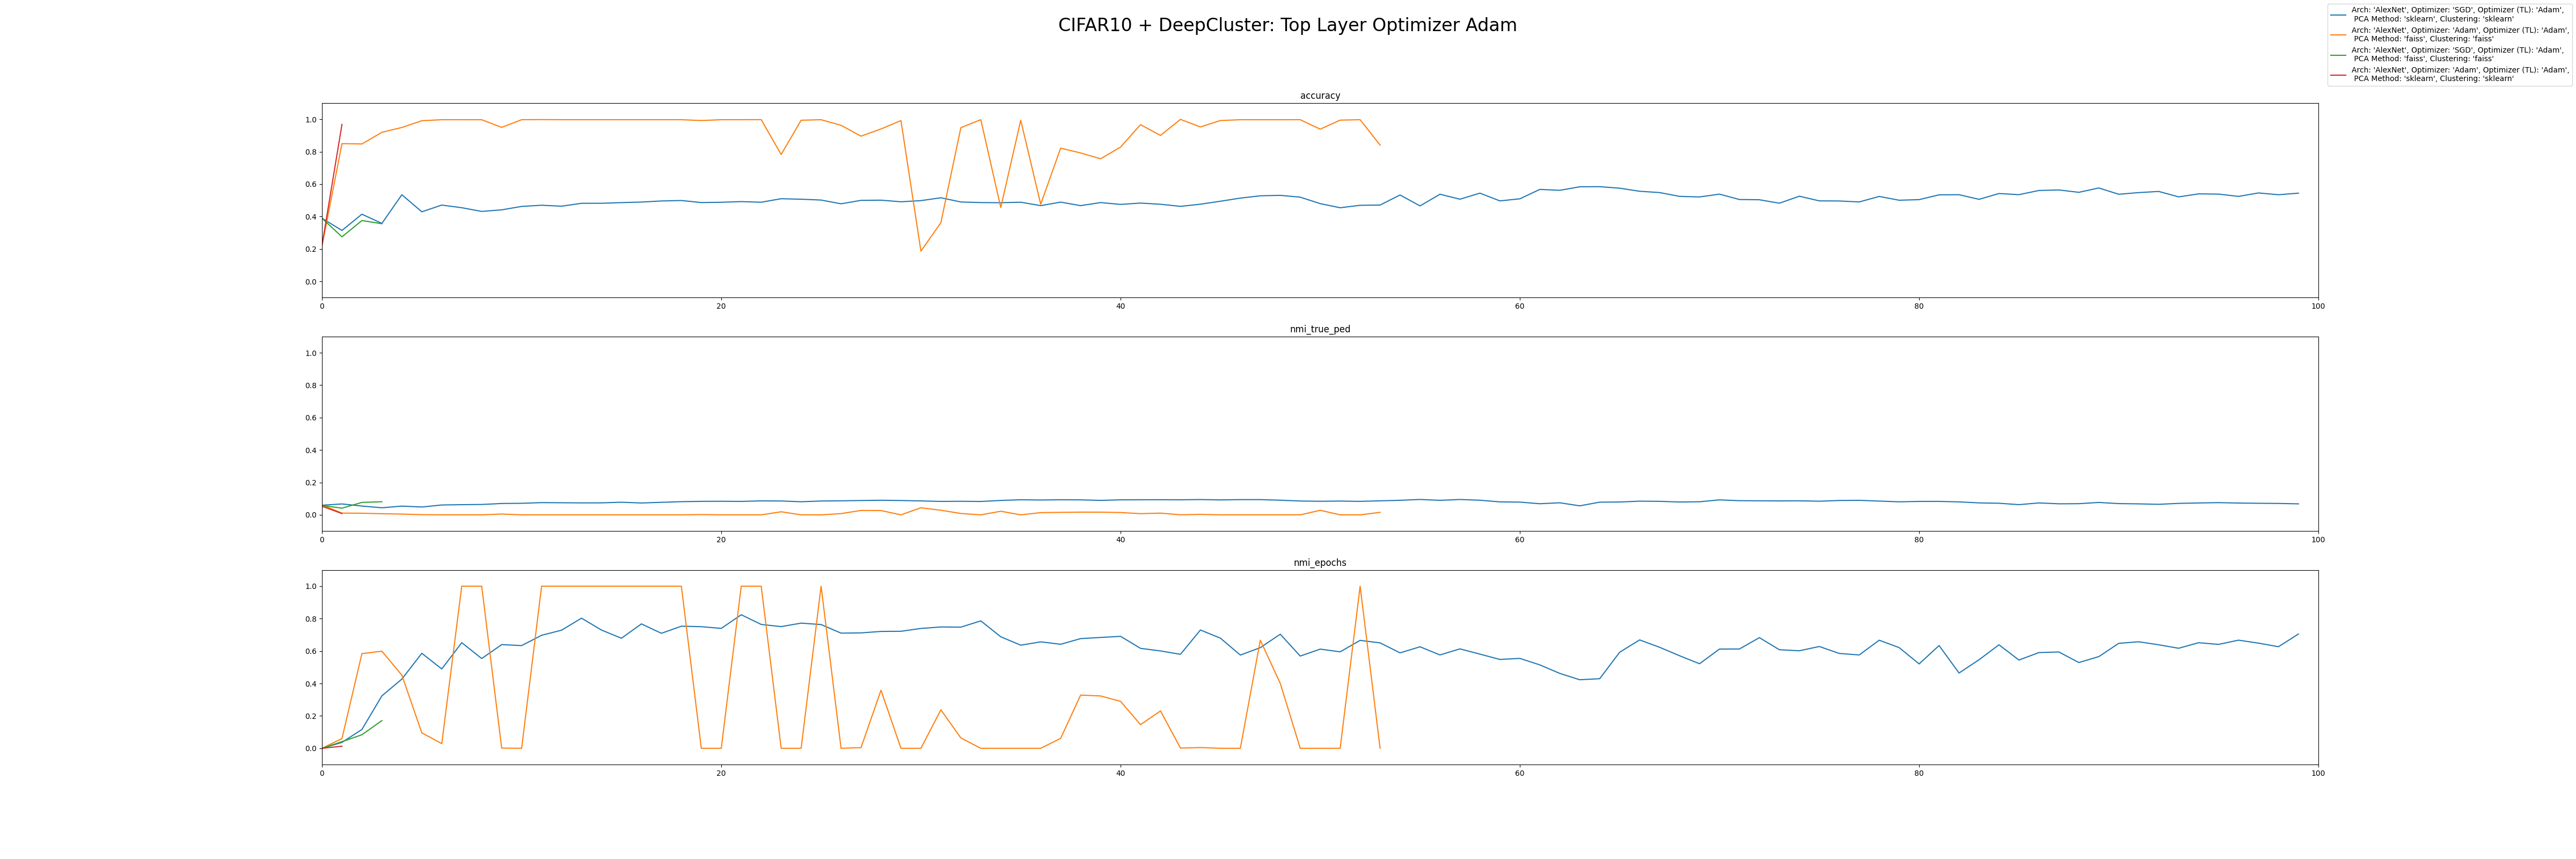 CIFAR10 + DeepCluster: Top Layer Optimizer Adam
Arch: 'AlexNet', Optimizer: 'SGD', Optimizer (TL): 'Adam',
PCA Method: 'sklearn', Clustering: 'sklearn'
Arch: 'AlexNet', Optimizer: 'Adam', Optimizer (TL): 'Adam',
PCA Method: 'faiss', Clustering: 'faiss'
Arch: 'AlexNet', Optimizer: 'SGD', Optimizer (TL): 'Adam',
PCA Method: 'faiss', Clustering: 'faiss'
Arch: 'AlexNet', Optimizer: 'Adam', Optimizer (TL): 'Adam',
PCA Method: 'sklearn', Clustering: 'sklearn'
accuracy
1.0
0.8
0.6
0.4
0.2
0.0
0 20 40 60 80 100
nmi_true_ped
1.0
0.8
0.6
0.4
0.2
0.0
0 20 40 60 80 100
nmi_epochs
1.0
0.8
0.6
0.4
0.2
0.0
0 20 40 60 80 100